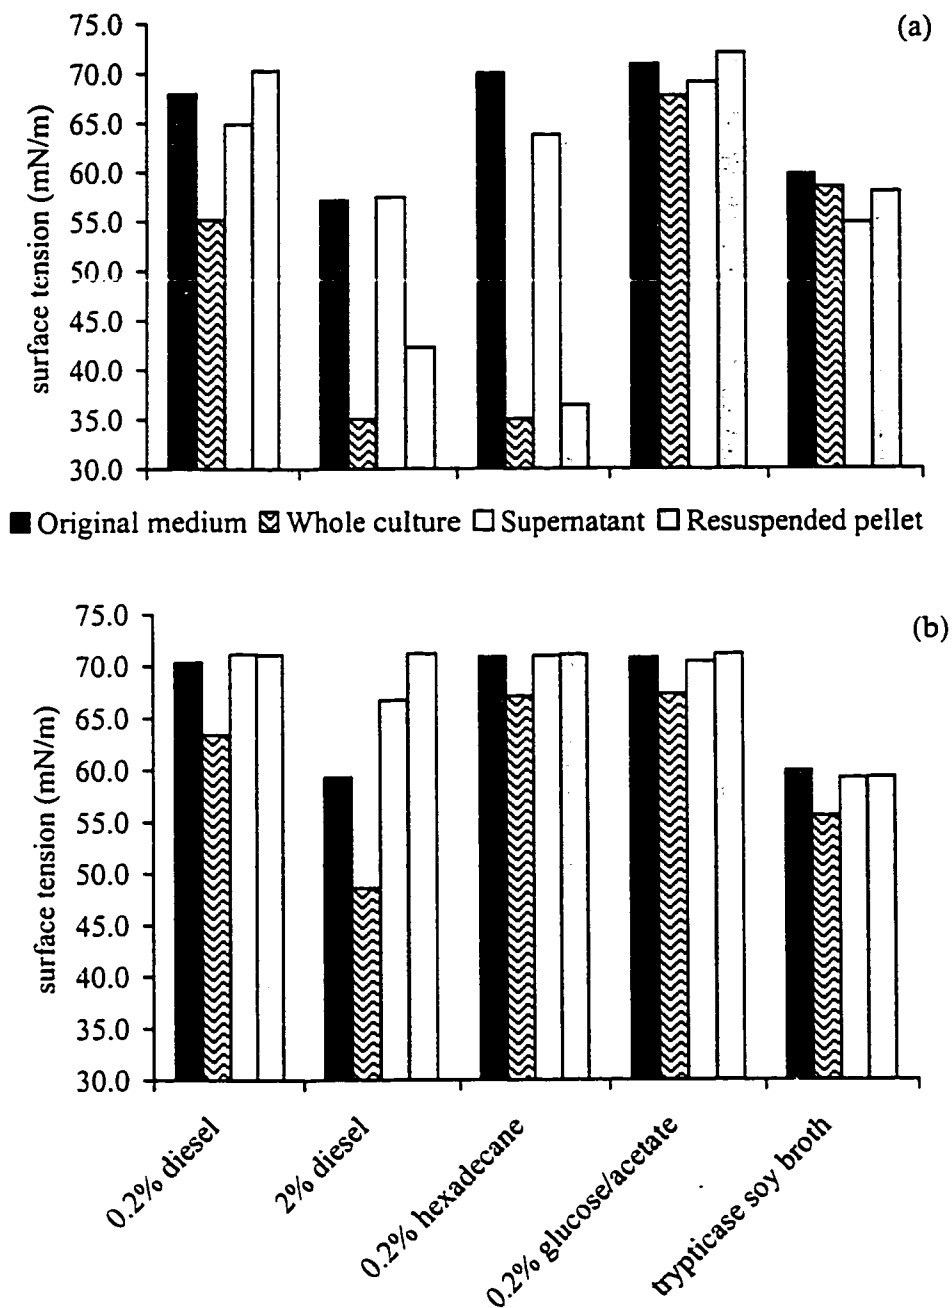 (a)
75.0
70.0
65.0
60.0
55.0
50.0
45.0
40.0
35.0
30.0
surface tension (mN/m)
Original medium Whole culture Supernatant Resuspended pellet
(b)
75.0
70.0
65.0
60.0
55.0
50.0
45.0
40.0
35.0
30.0
surface tension (mN/m)
0.2% diesel
2% diesel
0.2% hexadecane
0.2% glucose/acetate
trypticase soy broth